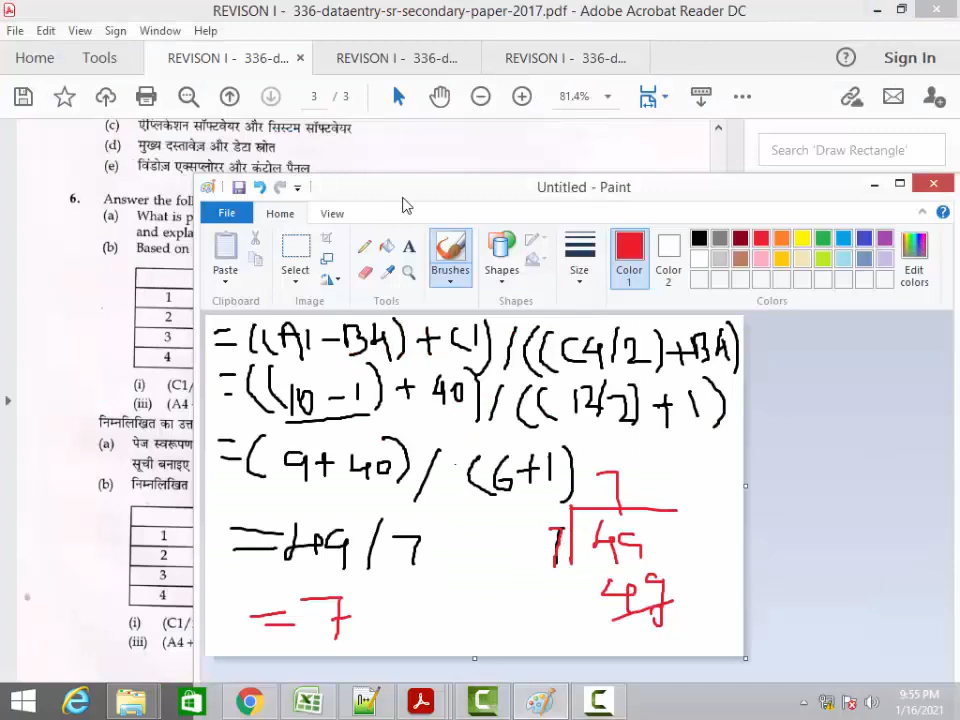 REVISON I - 336-dataentry-sr-secondary-paper-2017.pdf - Adobe Acrobat Reader DC
File Edit View Sign Window Help
Home Tools REVISON I - 336-d... × REVISON I - 336-d... REVISON I - 336-d... Sign In
3 / 3 81.4%
(c) एप्लिकेशन सॉफ्टवेयर और सिस्टम सॉफ्टवेयर
(d) मुख्य दस्तावेज़ और डेटा स्रोत
(e) विंडोज़ एक्सप्लोरर और कंट्रोल पैनल
Search 'Draw Rectangle'
6. Answer the foll
(a) What is p
and expla
(b) Based on
1
2
3
4
(i) (C1/
(iii) (A4 +
निम्नलिखित का उत्त
(a) पेज स्वरूपण
सूची बनाइए
(b) निम्नलिखित
1
2
3
4
(i) (C1/
(iii) (A4 +
Untitled - Paint
File Home View
Paste Select Brushes Shapes Size Color 1 Color 2 Edit colors
Clipboard Image Tools Shapes Colors
=((A1-B4)+C1)/((C4/2)+B4)
=((10-1)+40)/((12/2)+1)
=(9+40)/(6+1)
=49/7
=7
7
7 49
49
9:55 PM
1/16/2021